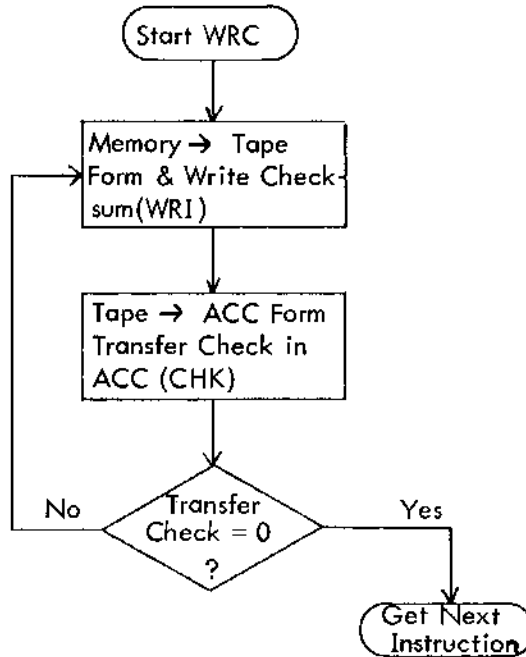 Start WRC
Memory → Tape
Form & Write Check-
sum(WRI)
Tape → ACC Form
Transfer Check in
ACC (CHK)
No
Transfer
Check = 0
?
Yes
Get Next
Instruction